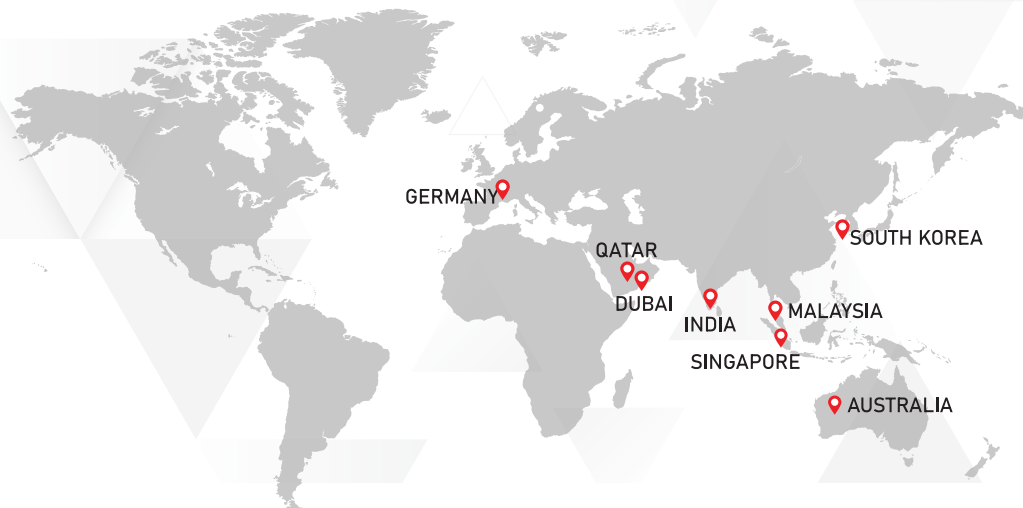 GERMANY
SOUTH KOREA
QATAR
DUBAI
INDIA
MALAYSIA
SINGAPORE
AUSTRALIA